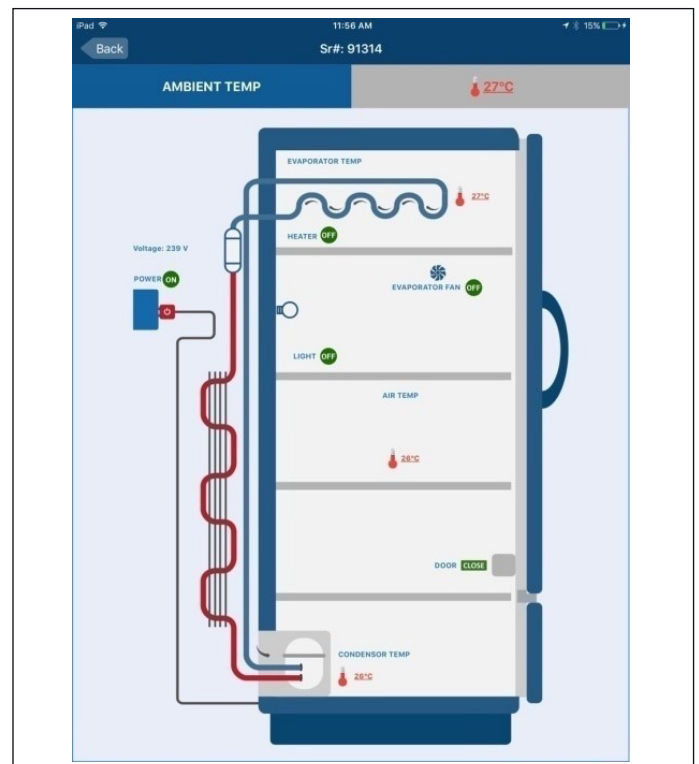 iPad 11:56 AM 15%
Back Sr#: 91314
AMBIENT TEMP 27°C
EVAPORATOR TEMP
27°C
HEATER OFF
Voltage: 239 V
POWER ON
EVAPORATOR FAN OFF
LIGHT OFF
AIR TEMP
26°C
DOOR CLOSE
CONDENSOR TEMP
26°C